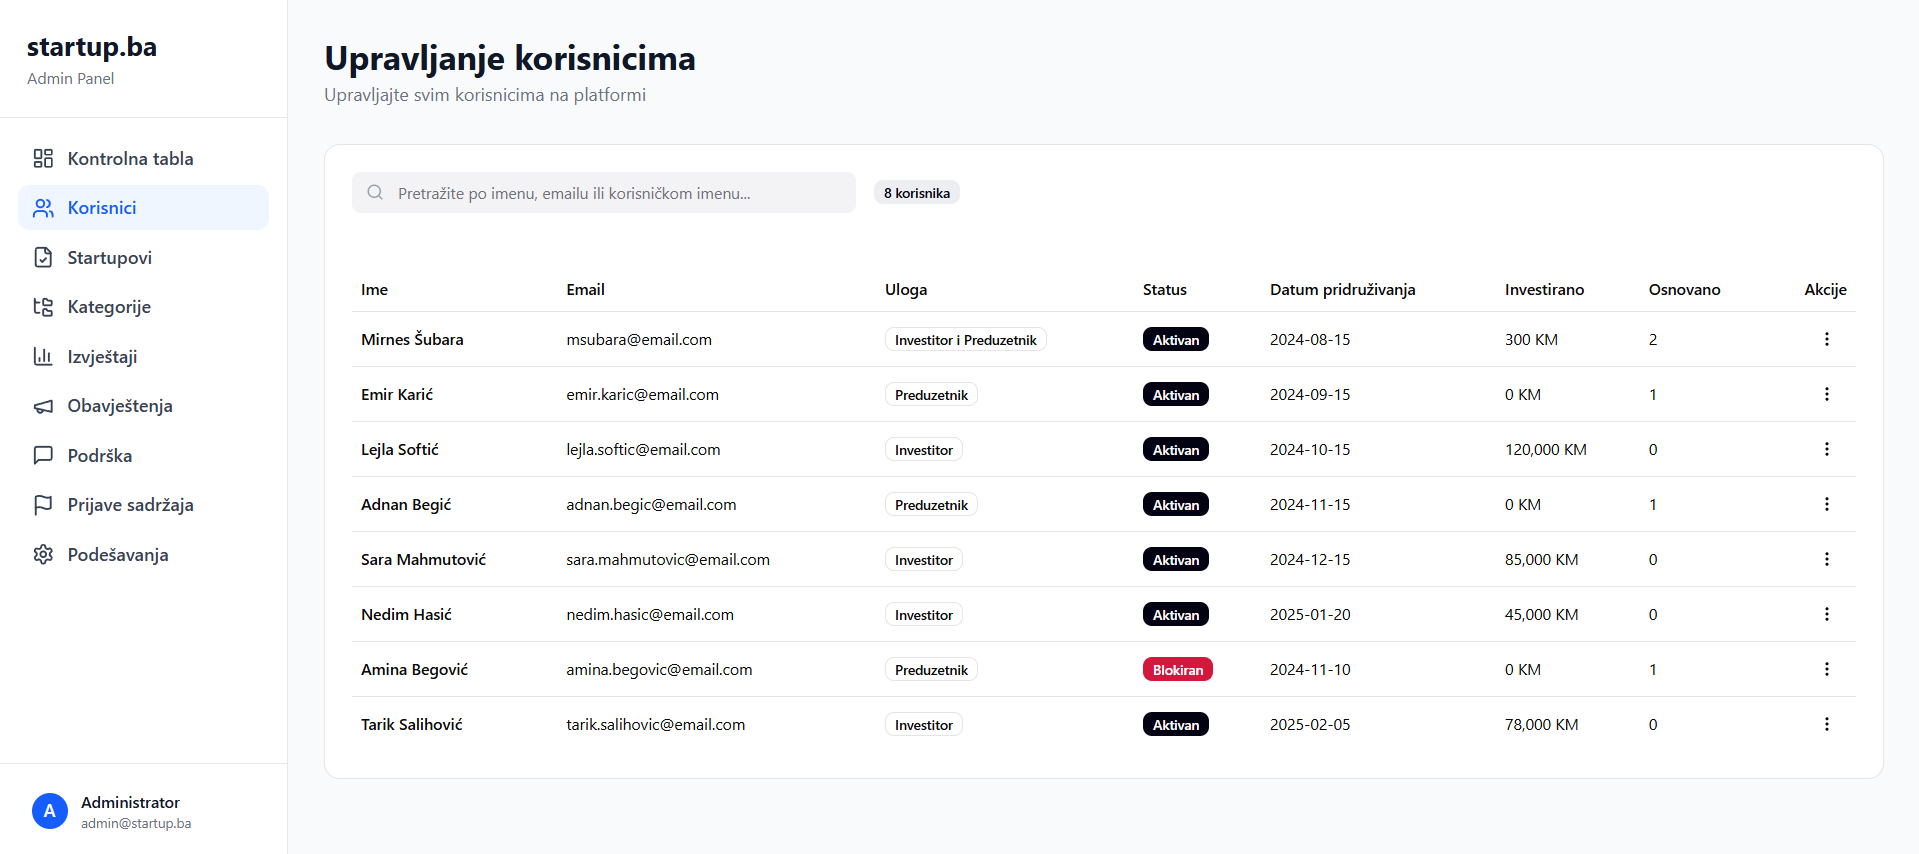 startup.ba
Admin Panel
Kontrolna tabla
Korisnici
Startupovi
Kategorije
Izvještaji
Obavještenja
Podrška
Prijave sadržaja
Podešavanja
A
Administrator
admin@startup.ba
Upravljanje korisnicima
Upravljajte svim korisnicima na platformi
Pretražite po imenu, emailu ili korisničkom imenu...
8 korisnika
Ime Email Uloga Status Datum pridruživanja Investirano Osnovano Akcije
Mirnes Šubara msubara@email.com Investitor i Preduzetnik Aktivan 2024-08-15 300 KM 2
Emir Karić emir.karic@email.com Preduzetnik Aktivan 2024-09-15 0 KM 1
Lejla Softić lejla.softic@email.com Investitor Aktivan 2024-10-15 120,000 KM 0
Adnan Begić adnan.begic@email.com Preduzetnik Aktivan 2024-11-15 0 KM 1
Sara Mahmutović sara.mahmutovic@email.com Investitor Aktivan 2024-12-15 85,000 KM 0
Nedim Hasić nedim.hasic@email.com Investitor Aktivan 2025-01-20 45,000 KM 0
Amina Begović amina.begovic@email.com Preduzetnik Blokiran 2024-11-10 0 KM 1
Tarik Salihović tarik.salihovic@email.com Investitor Aktivan 2025-02-05 78,000 KM 0